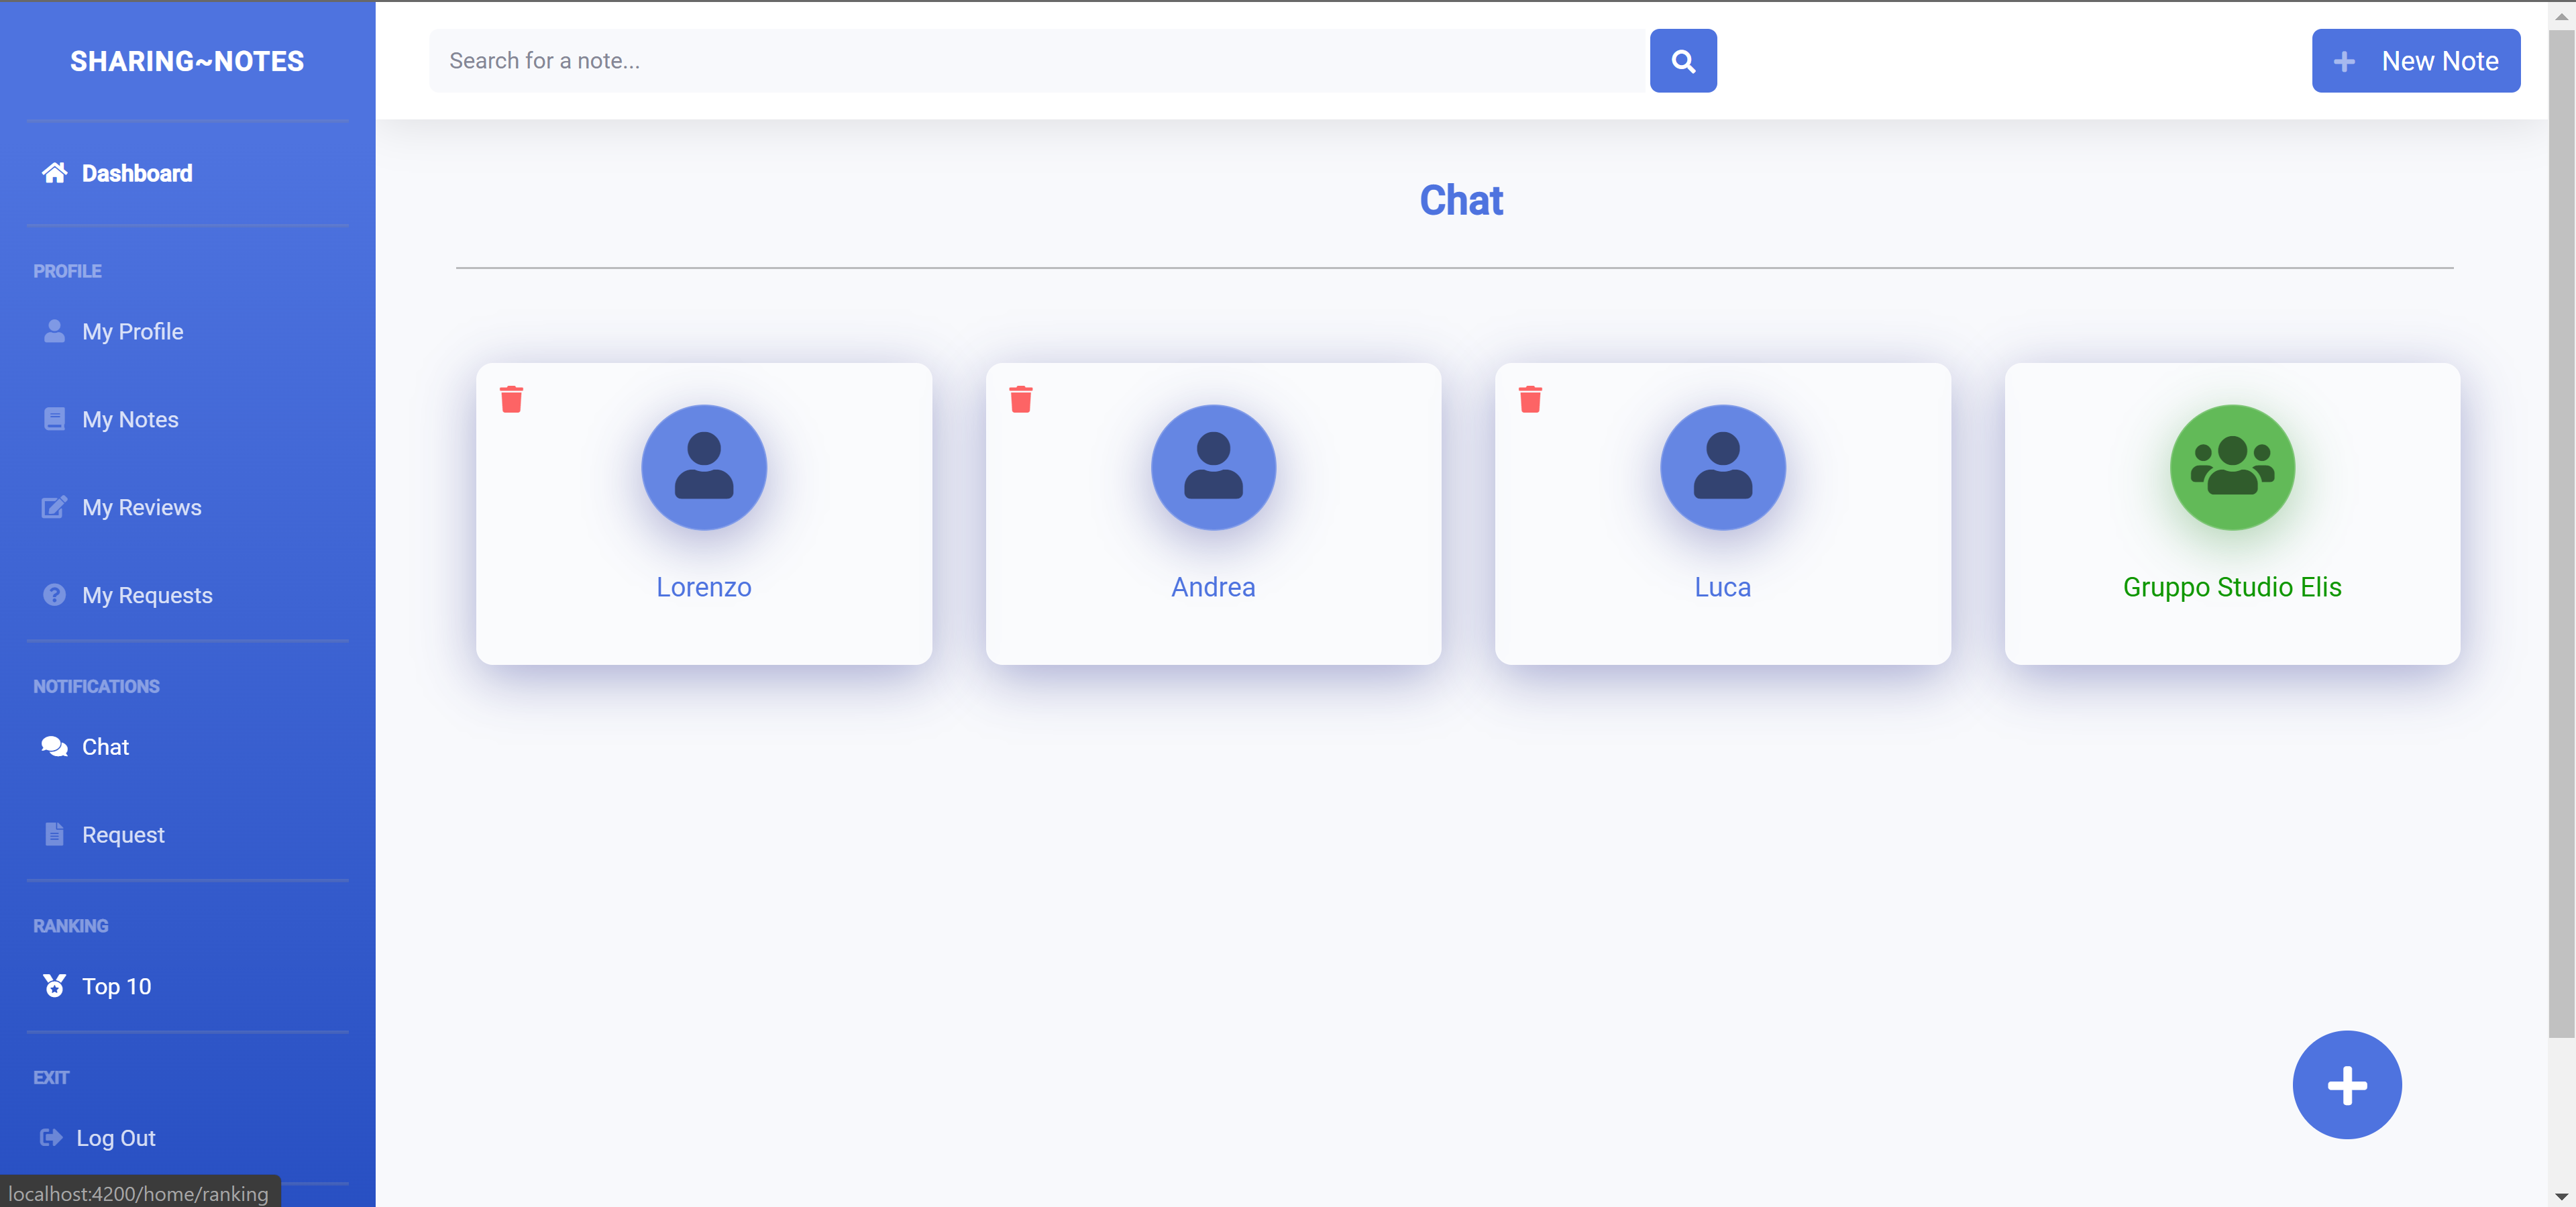 SHARING~NOTES
Dashboard
PROFILE
My Profile
My Notes
My Reviews
My Requests
NOTIFICATIONS
Chat
Request
RANKING
Top 10
EXIT
Log Out
localhost:4200/home/ranking
Search for a note...
New Note
Chat
Lorenzo
Andrea
Luca
Gruppo Studio Elis